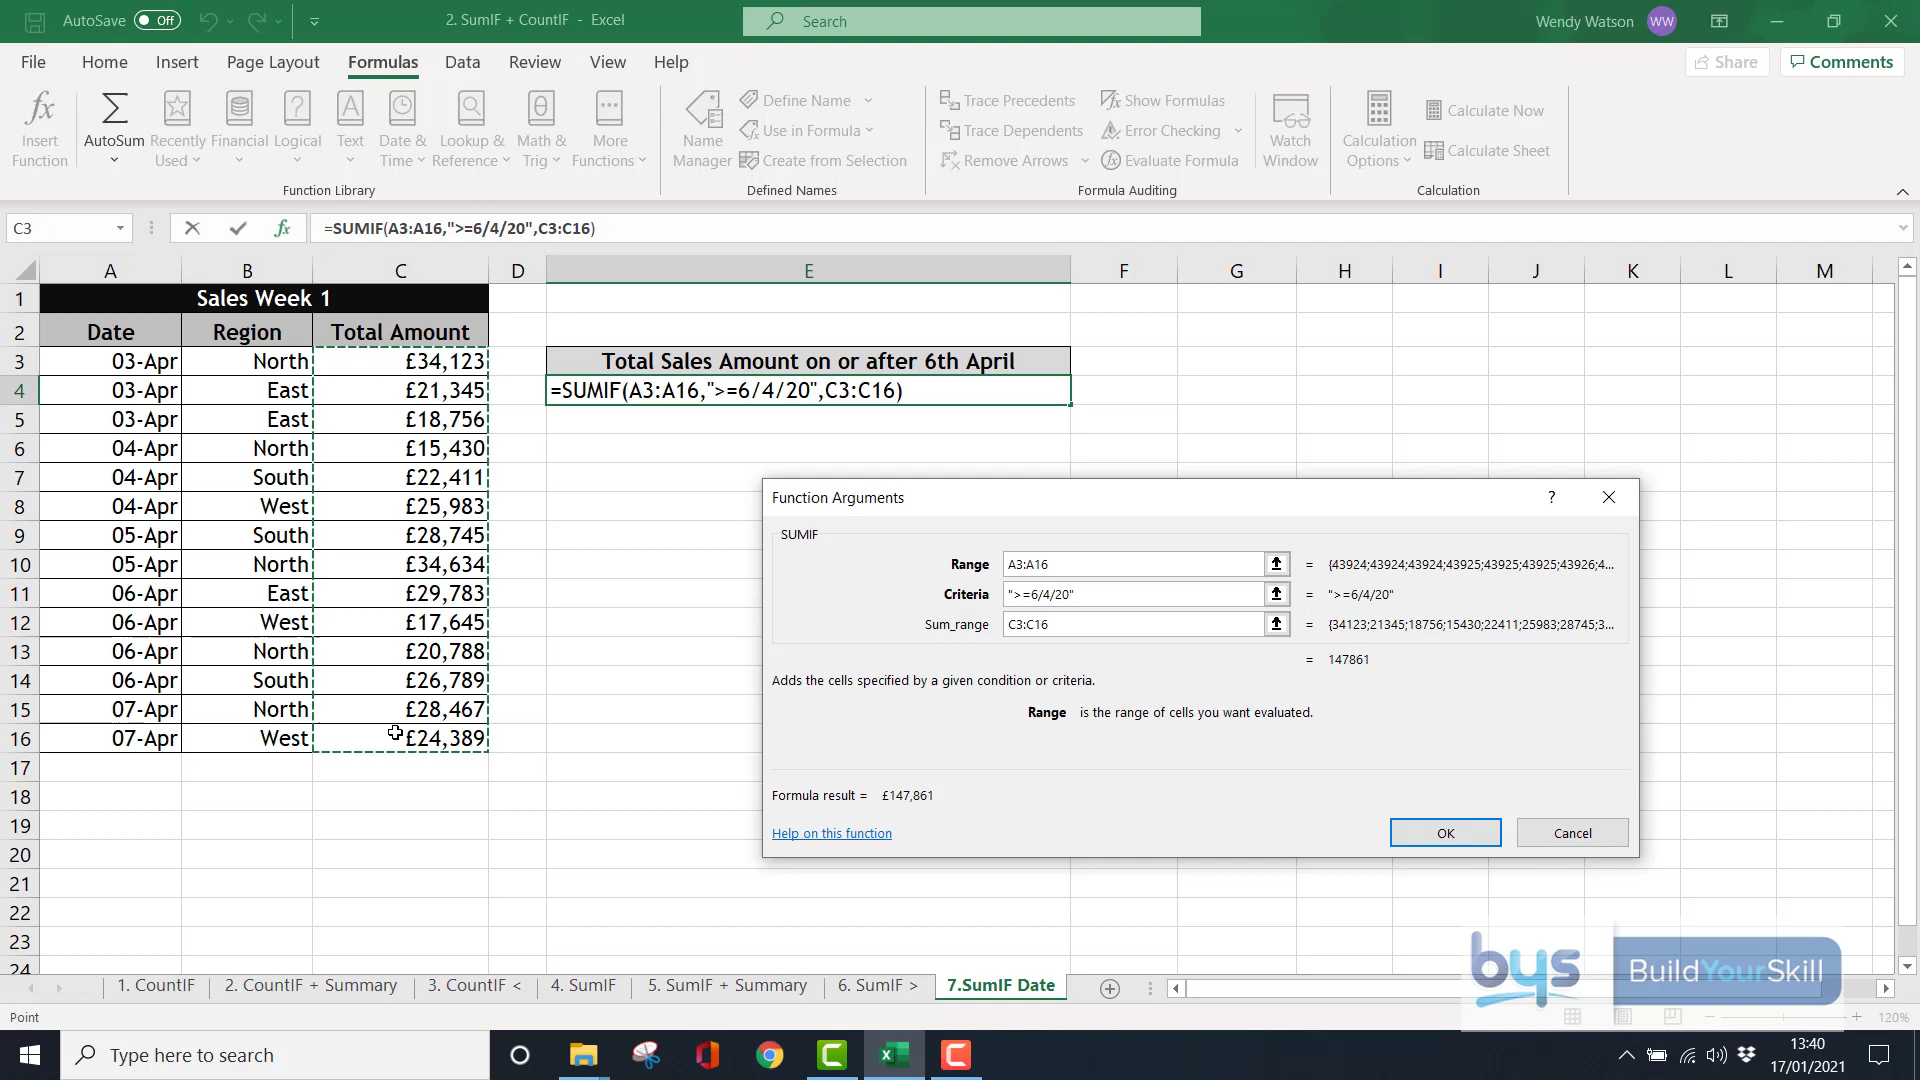 AutoSave Off
2. SumIF + CountIF - Excel
Search
Wendy Watson WW
File Home Insert Page Layout Formulas Data Review View Help
Share Comments
Insert Function
AutoSum
Recently Used
Financial
Logical
Text
Date & Time
Lookup & Reference
Math & Trig
More Functions
Function Library
Name Manager
Define Name
Use in Formula
Create from Selection
Defined Names
Trace Precedents
Trace Dependents
Remove Arrows
Show Formulas
Error Checking
Evaluate Formula
Formula Auditing
Watch Window
Calculation Options
Calculate Now
Calculate Sheet
Calculation
C3
fx =SUMIF(A3:A16,">=6/4/20",C3:C16)
A B C D E F G H I J K L M
1 Sales Week 1
2 Date Region Total Amount
3 03-Apr North £34,123 Total Sales Amount on or after 6th April
4 03-Apr East £21,345 =SUMIF(A3:A16,">=6/4/20",C3:C16)
5 03-Apr East £18,756
6 04-Apr North £15,430
7 04-Apr South £22,411
8 04-Apr West £25,983
9 05-Apr South £28,745
10 05-Apr North £34,634
11 06-Apr East £29,783
12 06-Apr West £17,645
13 06-Apr North £20,788
14 06-Apr South £26,789
15 07-Apr North £28,467
16 07-Apr West £24,389
17
18
19
20
21
22
23
24
Function Arguments ?
SUMIF
Range A3:A16 = {43924;43924;43924;43925;43925;43925;43926;4...
Criteria ">=6/4/20" = ">=6/4/20"
Sum_range C3:C16 = {34123;21345;18756;15430;22411;25983;28745;3...
= 147861
Adds the cells specified by a given condition or criteria.
Range is the range of cells you want evaluated.
Formula result = £147,861
Help on this function
OK Cancel
1. CountIF 2. CountIF + Summary 3. CountIF < 4. SumIF 5. SumIF + Summary 6. SumIF > 7.SumIF Date
bys BuildYourSkill
Point
120%
Type here to search
13:40
17/01/2021